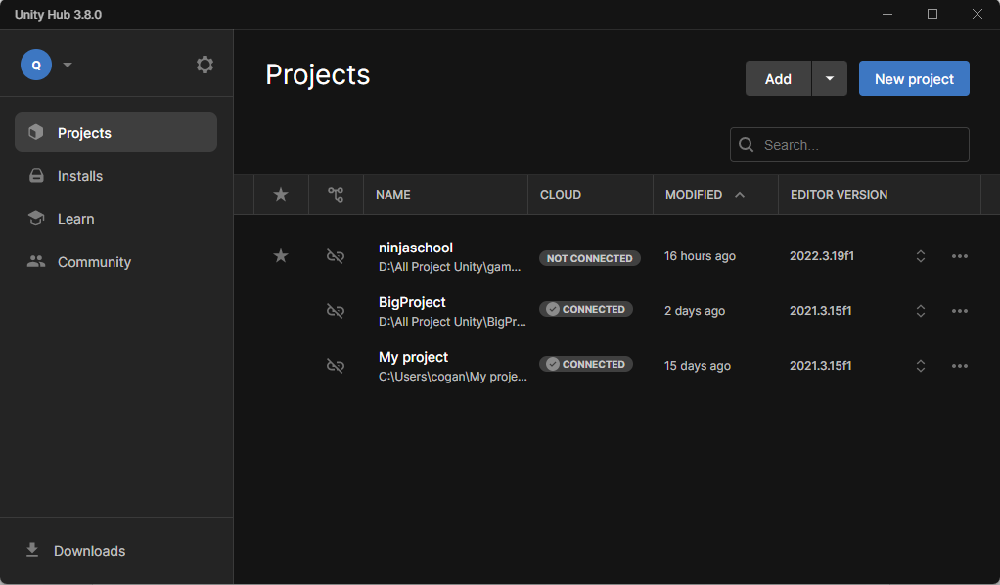 Unity Hub 3.8.0
Q
Projects
Installs
Learn
Community
Downloads
Projects
Add
New project
Search...
NAME CLOUD MODIFIED EDITOR VERSION
ninjaschool NOT CONNECTED 16 hours ago 2022.3.19f1
D:\All Project Unity\gam...
BigProject CONNECTED 2 days ago 2021.3.15f1
D:\All Project Unity\BigPr...
My project CONNECTED 15 days ago 2021.3.15f1
C:\Users\cogan\My proje...